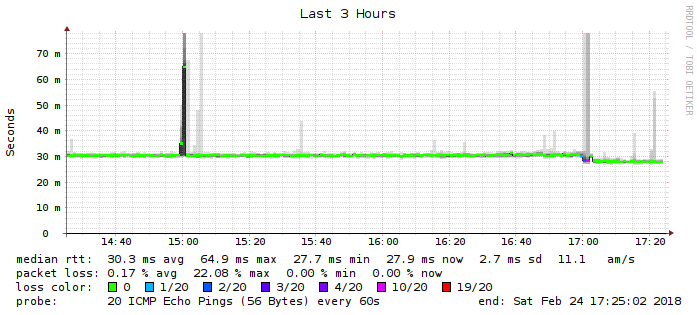 Last 3 Hours
RRDTOOL / TOBI OETIKER
Seconds
70 m
60 m
50 m
40 m
30 m
20 m
10 m
0
14:40 15:00 15:20 15:40 16:00 16:20 16:40 17:00 17:20
median rtt: 30.3 ms avg 64.9 ms max 27.7 ms min 27.9 ms now 2.7 ms sd 11.1 am/s
packet loss: 0.17 % avg 22.08 % max 0.00 % min 0.00 % now
loss color: 0 1/20 2/20 3/20 4/20 10/20 19/20
probe: 20 ICMP Echo Pings (56 Bytes) every 60s end: Sat Feb 24 17:25:02 2018